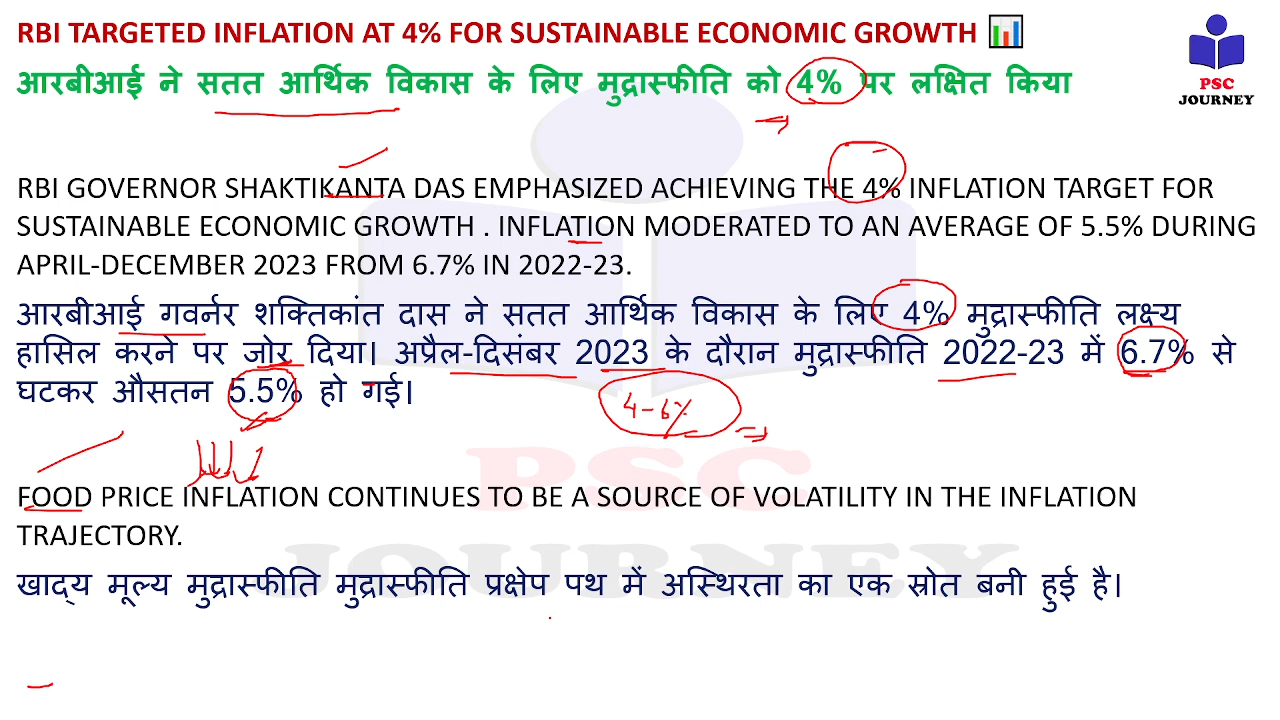 RBI TARGETED INFLATION AT 4% FOR SUSTAINABLE ECONOMIC GROWTH
आरबीआई ने सतत आर्थिक विकास के लिए मुद्रास्फीति को 4% पर लक्षित किया
PSC
JOURNEY
RBI GOVERNOR SHAKTIKANTA DAS EMPHASIZED ACHIEVING THE 4% INFLATION TARGET FOR
SUSTAINABLE ECONOMIC GROWTH . INFLATION MODERATED TO AN AVERAGE OF 5.5% DURING
APRIL-DECEMBER 2023 FROM 6.7% IN 2022-23.
आरबीआई गवर्नर शक्तिकांत दास ने सतत आर्थिक विकास के लिए 4% मुद्रास्फीति लक्ष्य
हासिल करने पर जोर दिया। अप्रैल-दिसंबर 2023 के दौरान मुद्रास्फीति 2022-23 में 6.7% से
घटकर औसतन 5.5% हो गई।
4-6%
PSC
JOURNEY
FOOD PRICE INFLATION CONTINUES TO BE A SOURCE OF VOLATILITY IN THE INFLATION
TRAJECTORY.
खाद्य मूल्य मुद्रास्फीति मुद्रास्फीति प्रक्षेप पथ में अस्थिरता का एक स्रोत बनी हुई है।